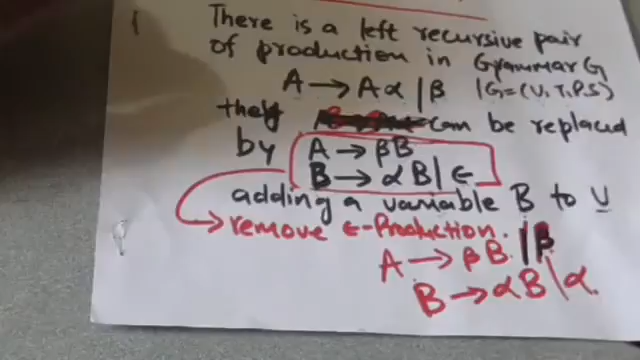 There is a left recursive pair
of production in Grammar G
A → Aα | β |G=(V,T,P,S)
they can be replaced
by A → βB
B → αB | ϵ
adding a variable B to V
→ remove ϵ-Production.
A → βB | β
B → αB | α.